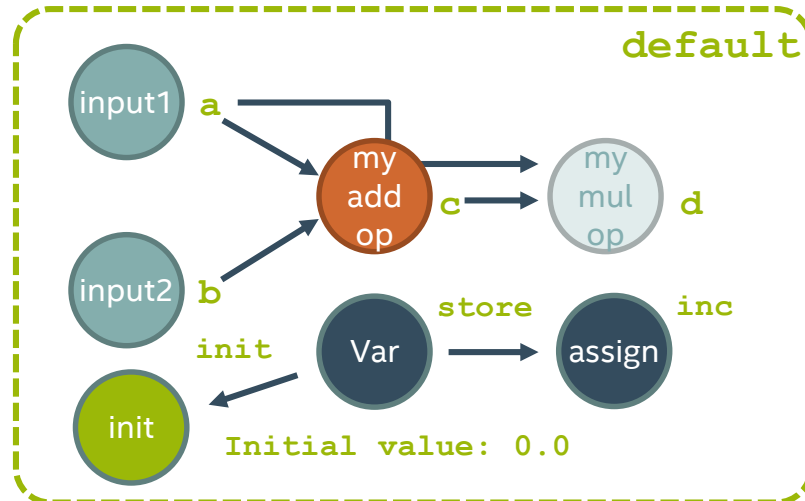 default
input1
a
my
add
op
c
my
mul
op
d
input2
b
init
Var
store
assign
inc
init
Initial value: 0.0